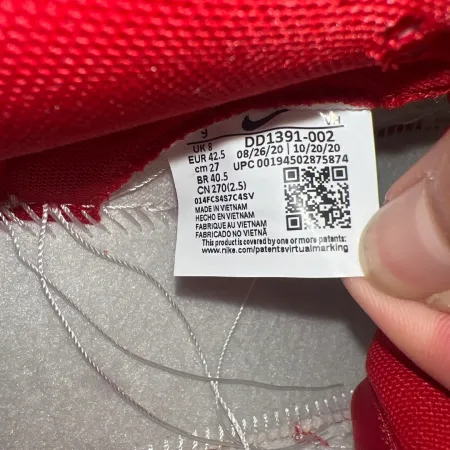 9 VN
UK 8
DD1391-002
EUR 42.5
08/26/20 | 10/20/20
cm 27
UPC 00194502875874
BR 40.5
CN 270(2.5)
014FCS4S7C4SV
MADE IN VIETNAM
HECHO EN VIETNAM
FABRIQUE AU VIETNAM
FABRICADO NO VIETNÃ
This product is covered by one or more patents:
www.nike.com/patentsvirtualmarking